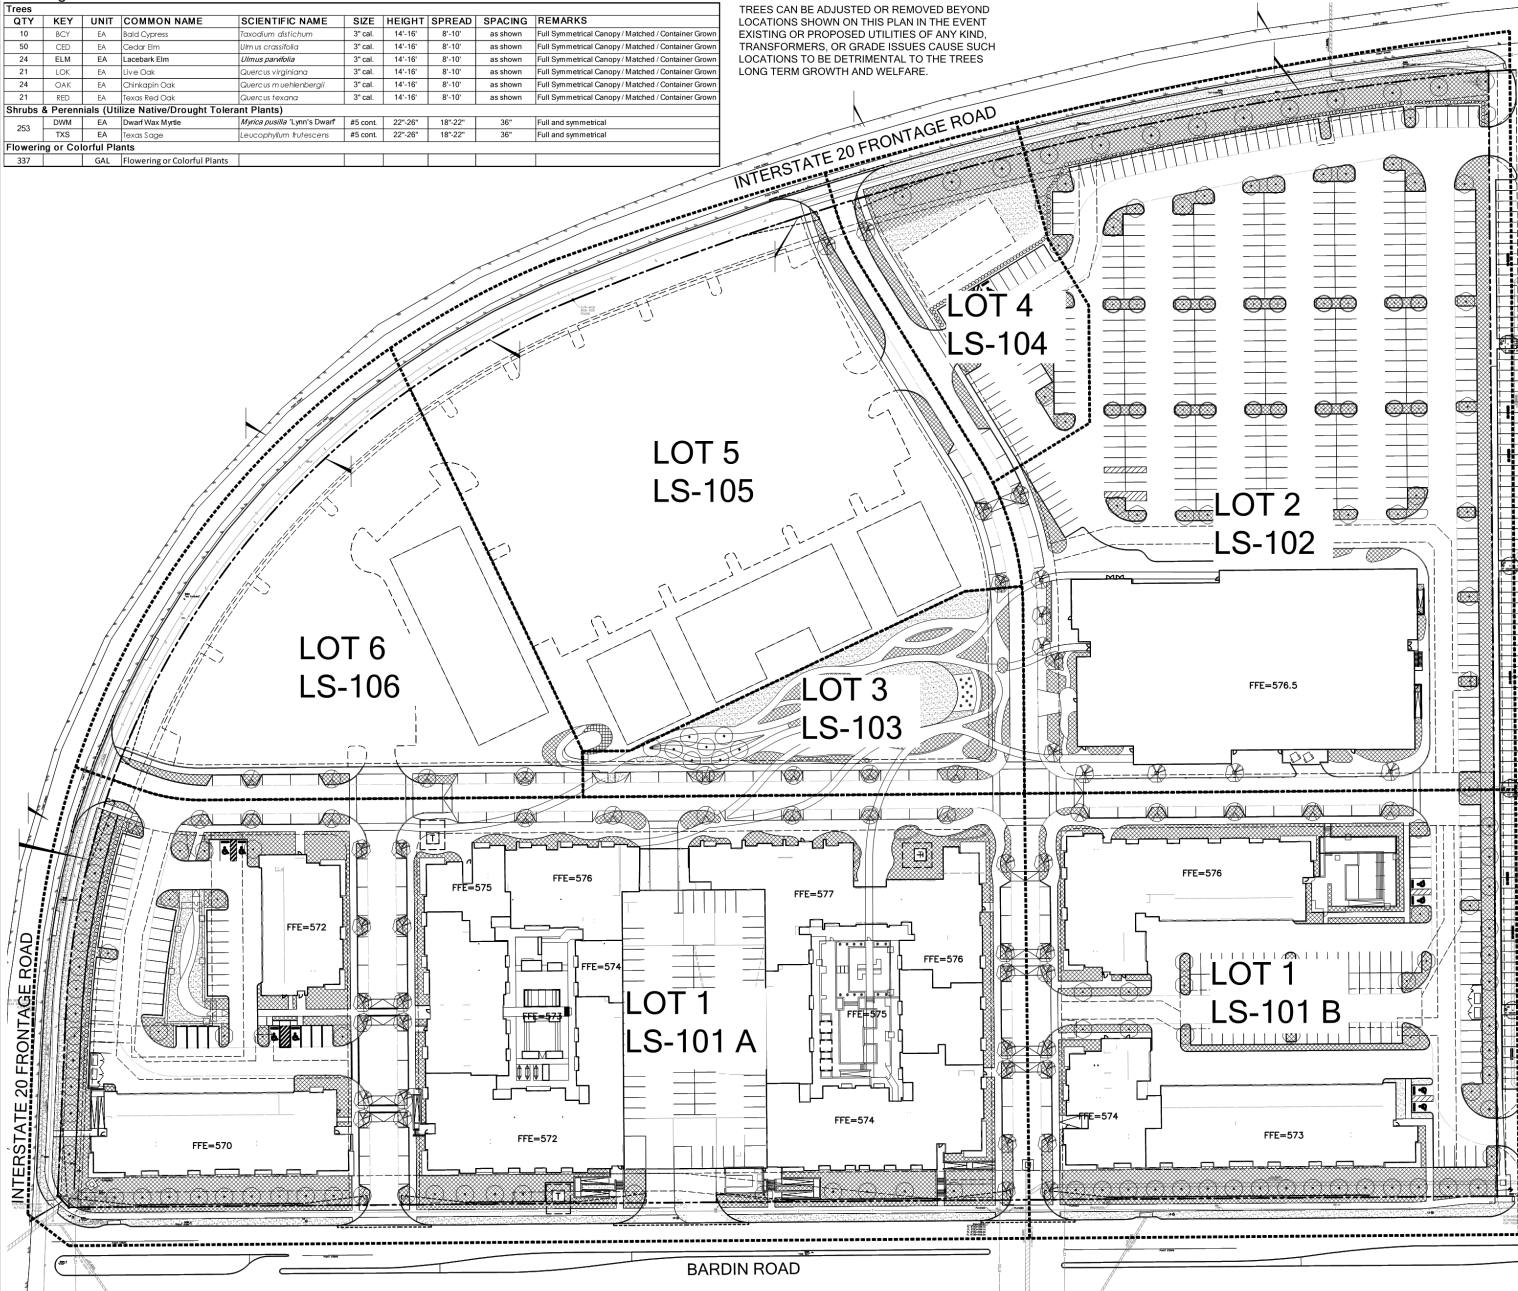 Trees
QTY KEY UNIT COMMON NAME SCIENTIFIC NAME SIZE HEIGHT SPREAD SPACING REMARKS
10 BCY EA Bald Cypress Taxodium distichum 3" cal. 14'-16' 8'-10' as shown Full Symmetrical Canopy / Matched / Container Grown
50 CED EA Cedar Elm Ulmus crassifolia 3" cal. 14'-16' 8'-10' as shown Full Symmetrical Canopy / Matched / Container Grown
24 ELM EA Lacebark Elm Ulmus parvifolia 3" cal. 14'-16' 8'-10' as shown Full Symmetrical Canopy / Matched / Container Grown
21 LOK EA Live Oak Quercus virginiana 3" cal. 14'-16' 8'-10' as shown Full Symmetrical Canopy / Matched / Container Grown
24 OAK EA Chinkapin Oak Quercus muehlenbergii 3" cal. 14'-16' 8'-10' as shown Full Symmetrical Canopy / Matched / Container Grown
21 RED EA Texas Red Oak Quercus texana 3" cal. 14'-16' 8'-10' as shown Full Symmetrical Canopy / Matched / Container Grown
Shrubs & Perennials (Utilize Native/Drought Tolerant Plants)
253 DWM EA Dwarf Wax Myrtle Myrica pusilla 'Lynn's Dwarf' #5 cont. 22"-26" 18"-22" 36" Full and symmetrical
TXS EA Texas Sage Leucophyllum frutescens #5 cont. 22"-26" 18"-22" 36" Full and symmetrical
Flowering or Colorful Plants
337 GAL Flowering or Colorful Plants
TREES CAN BE ADJUSTED OR REMOVED BEYOND
LOCATIONS SHOWN ON THIS PLAN IN THE EVENT
EXISTING OR PROPOSED UTILITIES OF ANY KIND,
TRANSFORMERS, OR GRADE ISSUES CAUSE SUCH
LOCATIONS TO BE DETRIMENTAL TO THE TREES
LONG TERM GROWTH AND WELFARE.
INTERSTATE 20 FRONTAGE ROAD
LOT 4
LS-104
LOT 5
LS-105
LOT 2
LS-102
LOT 6
LS-106
LOT 3
LS-103
FFE=576.5
T
T
FFE=575
FFE=576
FFE=577
FFE=576
FFE=572
FFE=574
FFE=576
LOT 1
LS-101 A
FFE=573
FFE=575
LOT 1
LS-101 B
INTERSTATE 20 FRONTAGE ROAD
FFE=570
FFE=572
FFE=574
FFE=574
FFE=573
T
BARDIN ROAD